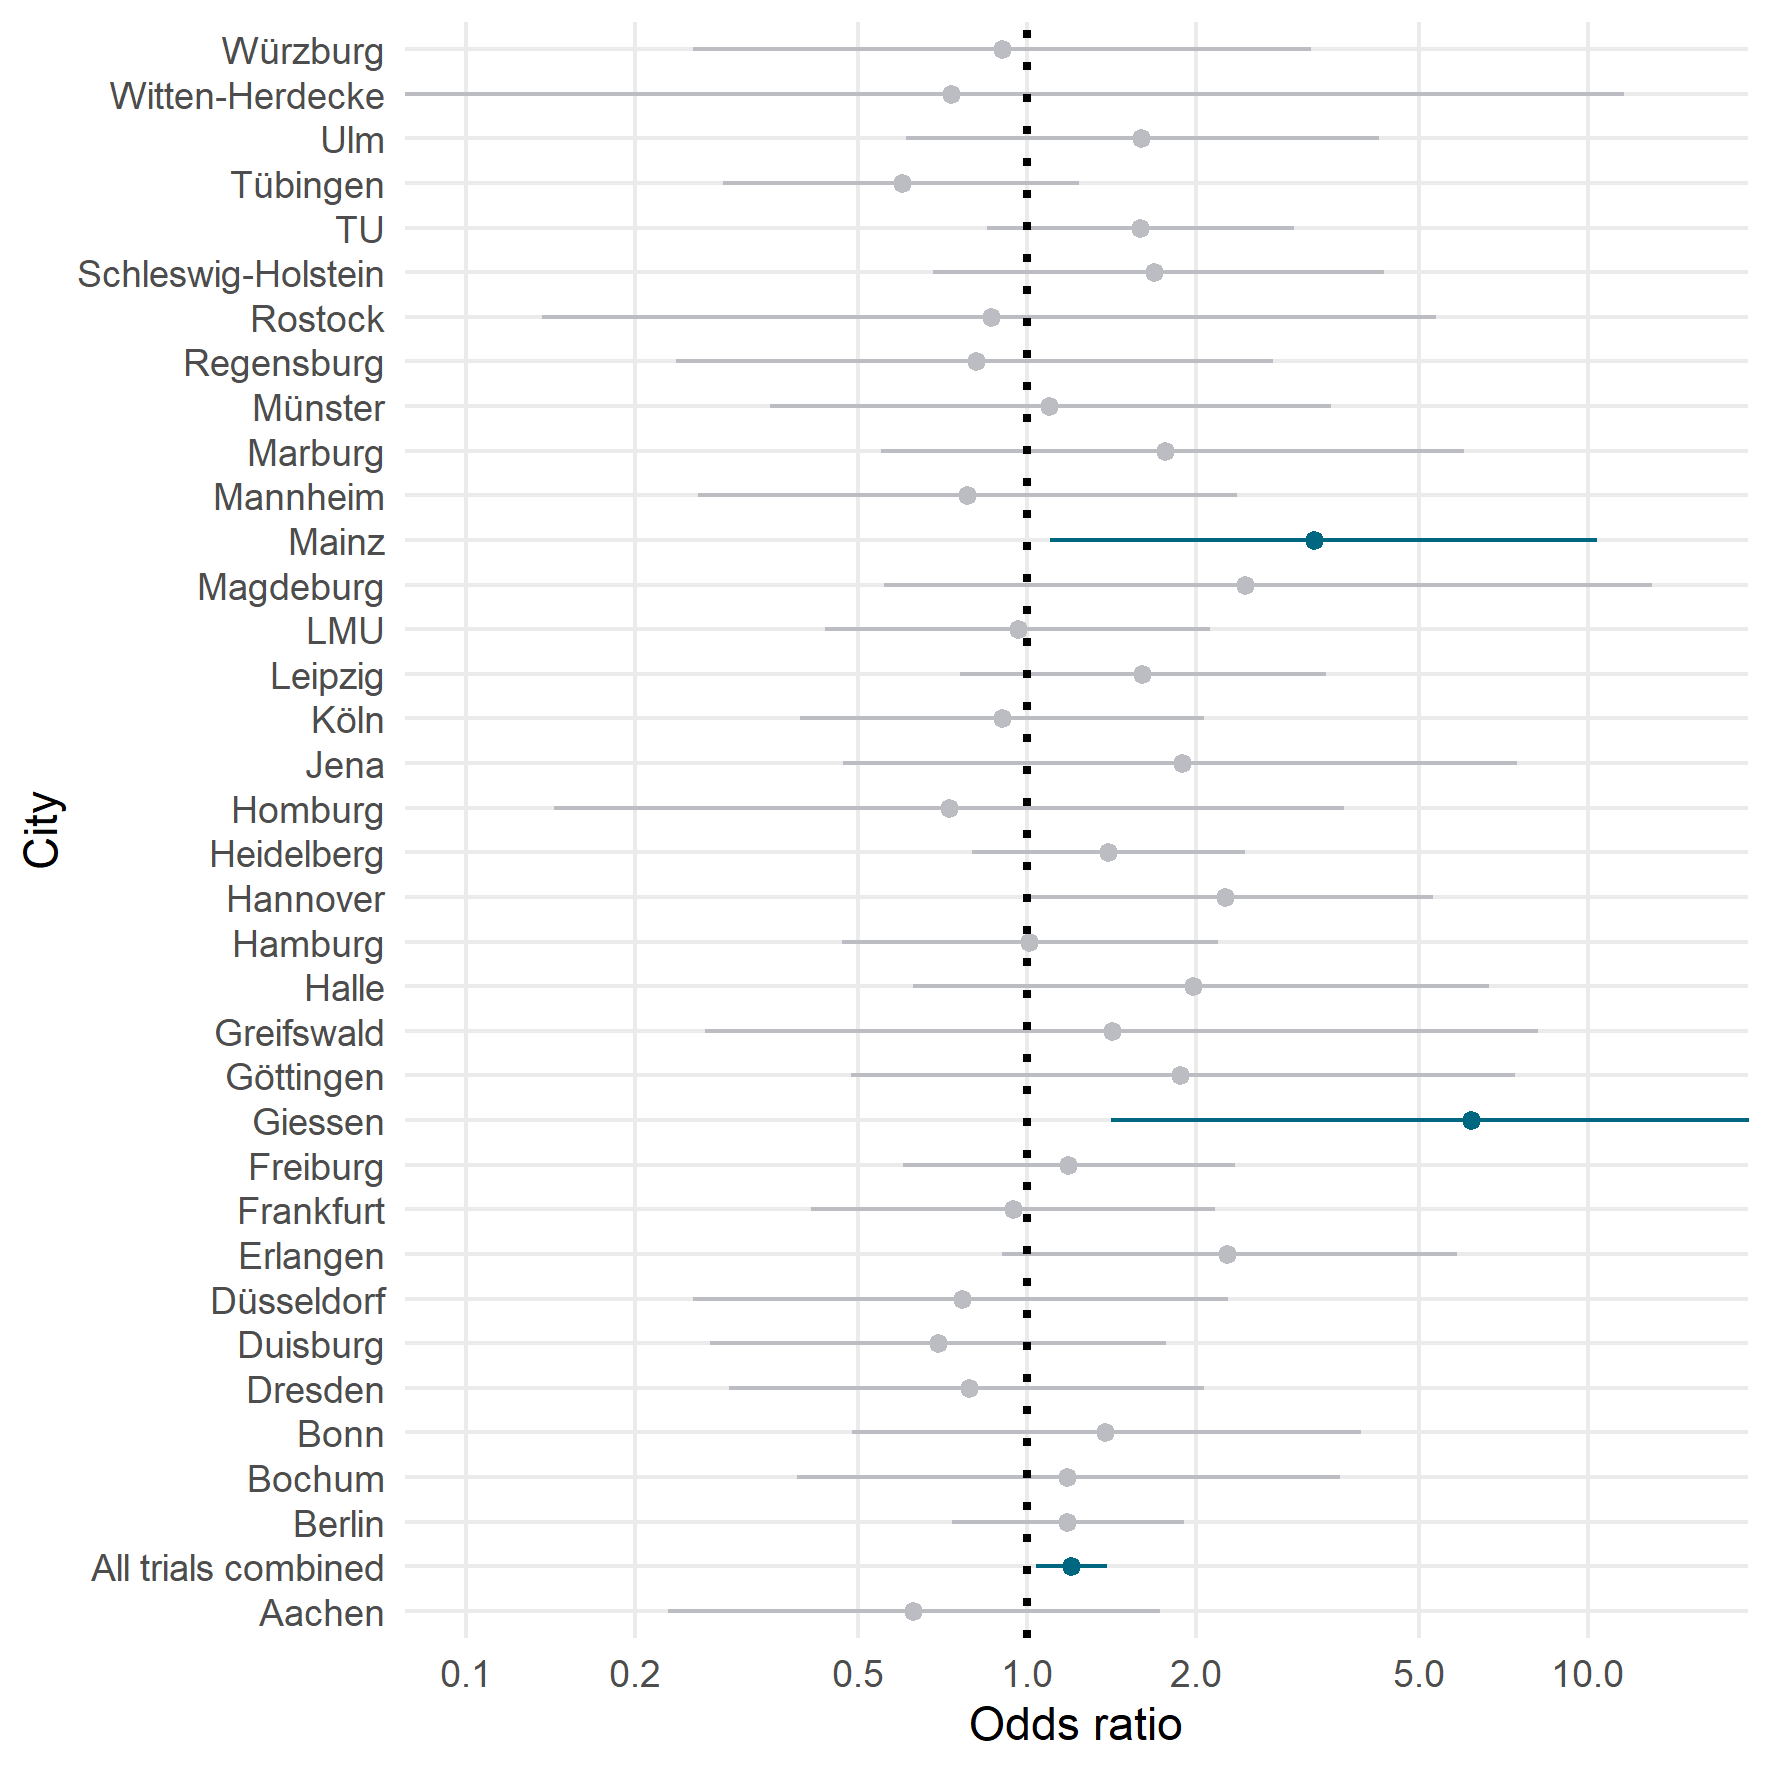 Würzburg
Witten-Herdecke
Ulm
Tübingen
TU
Schleswig-Holstein
Rostock
Regensburg
Münster
Marburg
Mannheim
Mainz
Magdeburg
LMU
Leipzig
Köln
Jena
Homburg
Heidelberg
Hannover
Hamburg
Halle
Greifswald
Göttingen
Giessen
Freiburg
Frankfurt
Erlangen
Düsseldorf
Duisburg
Dresden
Bonn
Bochum
Berlin
All trials combined
Aachen
City
0.1 0.2 0.5 1.0 2.0 5.0 10.0
Odds ratio